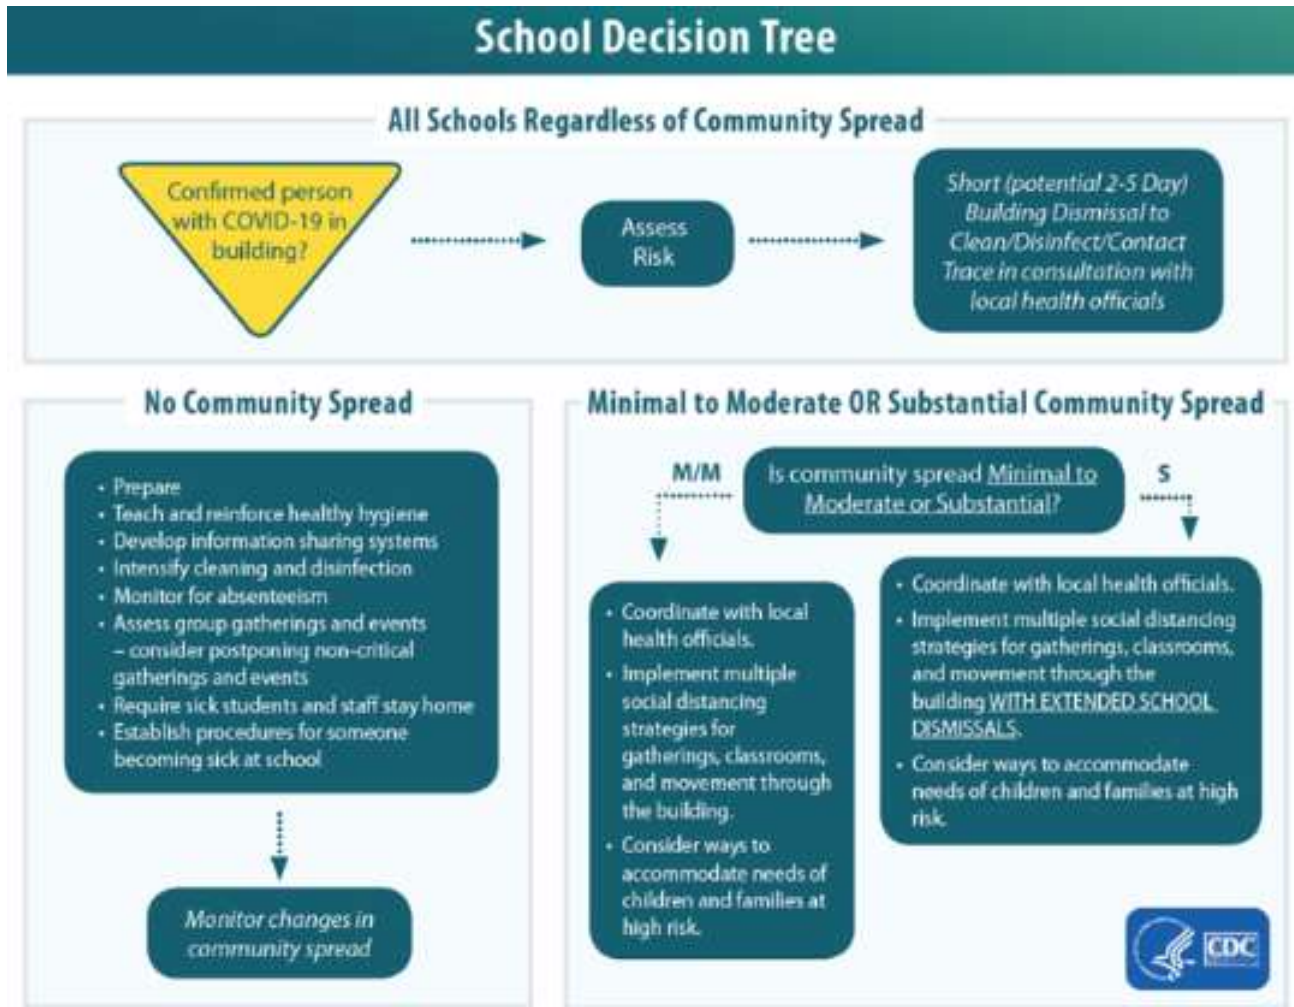 School Decision Tree
All Schools Regardless of Community Spread
Confirmed person
with COVID-19 in
building?
Assess
Risk
Short (potential 2-5 Day)
Building Dismissal to
Clean/Disinfect/Contact
Trace in consultation with
local health officials
No Community Spread
• Prepare
• Teach and reinforce healthy hygiene
• Develop information sharing systems
• Intensify cleaning and disinfection
• Monitor for absenteeism
• Assess group gatherings and events
– consider postponing non-critical
gatherings and events
• Require sick students and staff stay home
• Establish procedures for someone
becoming sick at school
Monitor changes in
community spread
Minimal to Moderate OR Substantial Community Spread
M/M
Is community spread Minimal to
Moderate or Substantial?
S
• Coordinate with local
health officials.
• Implement multiple
social distancing
strategies for
gatherings, classrooms,
and movement through
the building.
• Consider ways to
accommodate needs of
children and families at
high risk.
• Coordinate with local health officials.
• Implement multiple social distancing
strategies for gatherings, classrooms,
and movement through the
building WITH EXTENDED SCHOOL
DISMISSALS.
• Consider ways to accommodate
needs of children and families at high
risk.
CDC